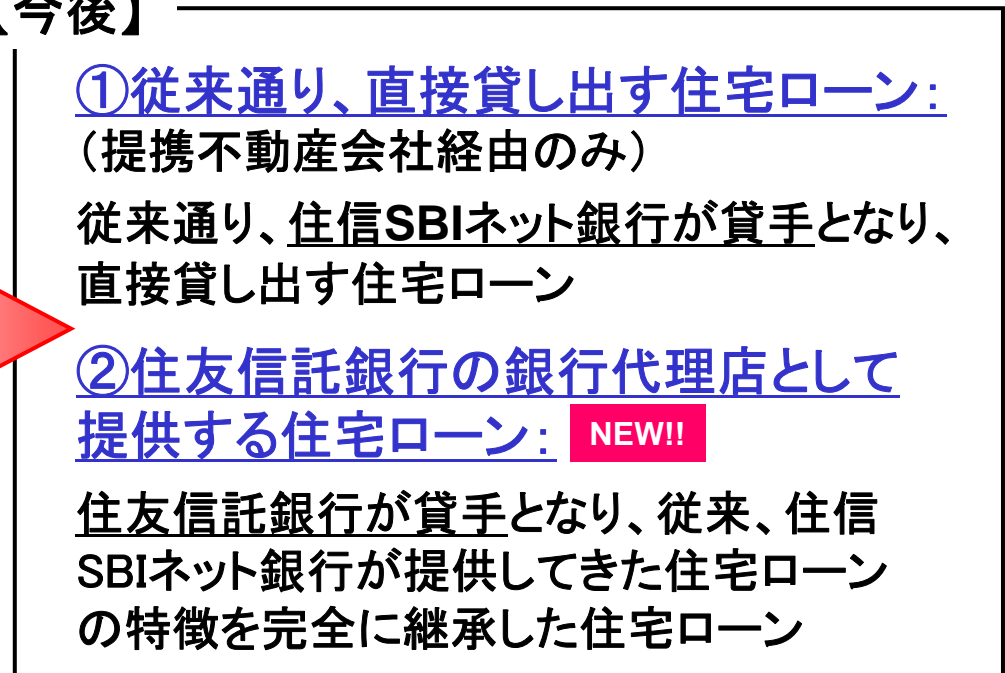 【今後】
①従来通り、直接貸し出す住宅ローン:
（提携不動産会社経由のみ）
従来通り、住信SBIネット銀行が貸手となり、
直接貸し出す住宅ローン
②住友信託銀行の銀行代理店として
提供する住宅ローン: NEW!!
住友信託銀行が貸手となり、従来、住信
SBIネット銀行が提供してきた住宅ローン
の特徴を完全に継承した住宅ローン